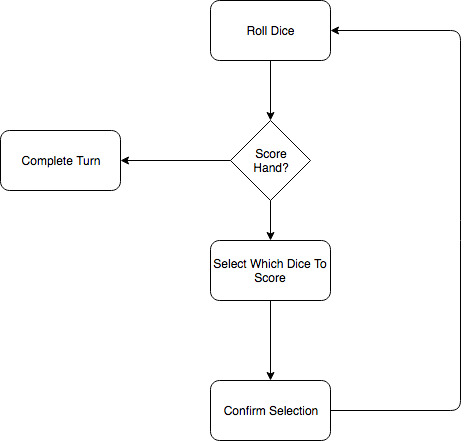 Roll Dice
Score
Hand?
Complete Turn
Select Which Dice To
Score
Confirm Selection